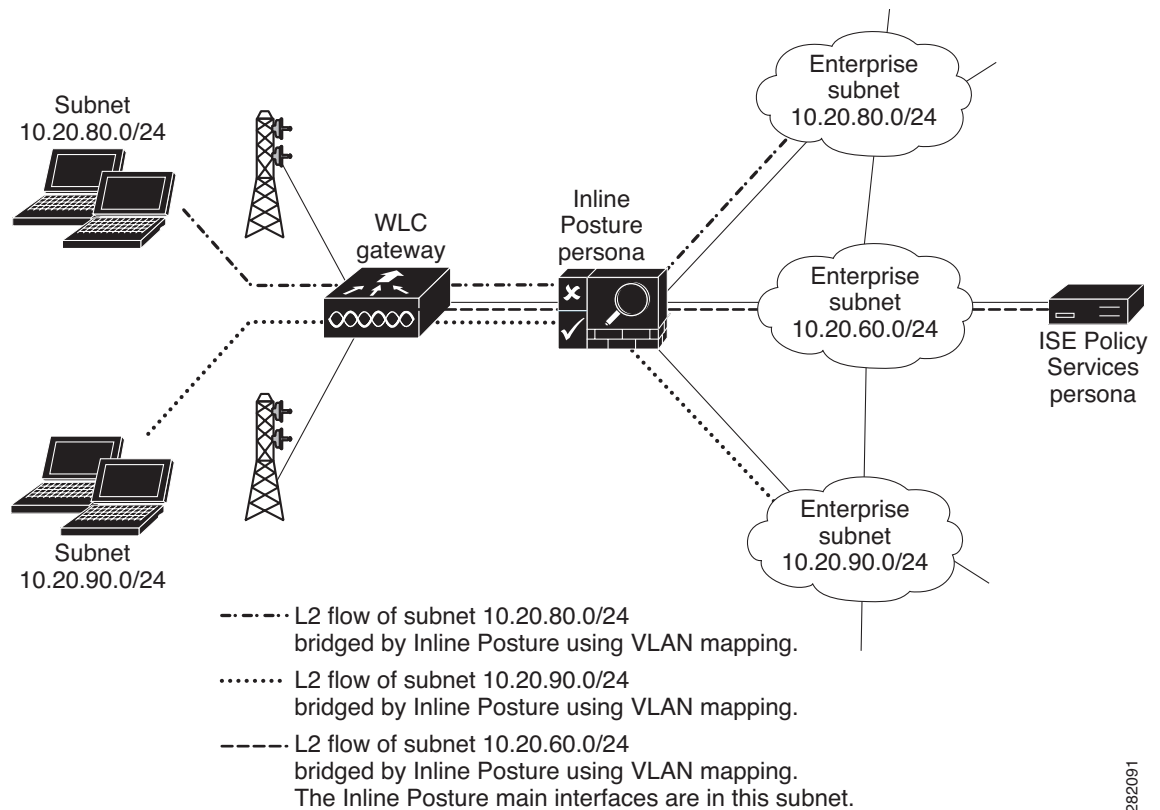 Subnet
10.20.80.0/24
WLC
gateway
Inline
Posture
persona
Enterprise
subnet
10.20.80.0/24
Enterprise
subnet
10.20.60.0/24
ISE Policy
Services
persona
Subnet
10.20.90.0/24
Enterprise
subnet
10.20.90.0/24
L2 flow of subnet 10.20.80.0/24
bridged by Inline Posture using VLAN mapping.
L2 flow of subnet 10.20.90.0/24
bridged by Inline Posture using VLAN mapping.
L2 flow of subnet 10.20.60.0/24
bridged by Inline Posture using VLAN mapping.
The Inline Posture main interfaces are in this subnet.
282091